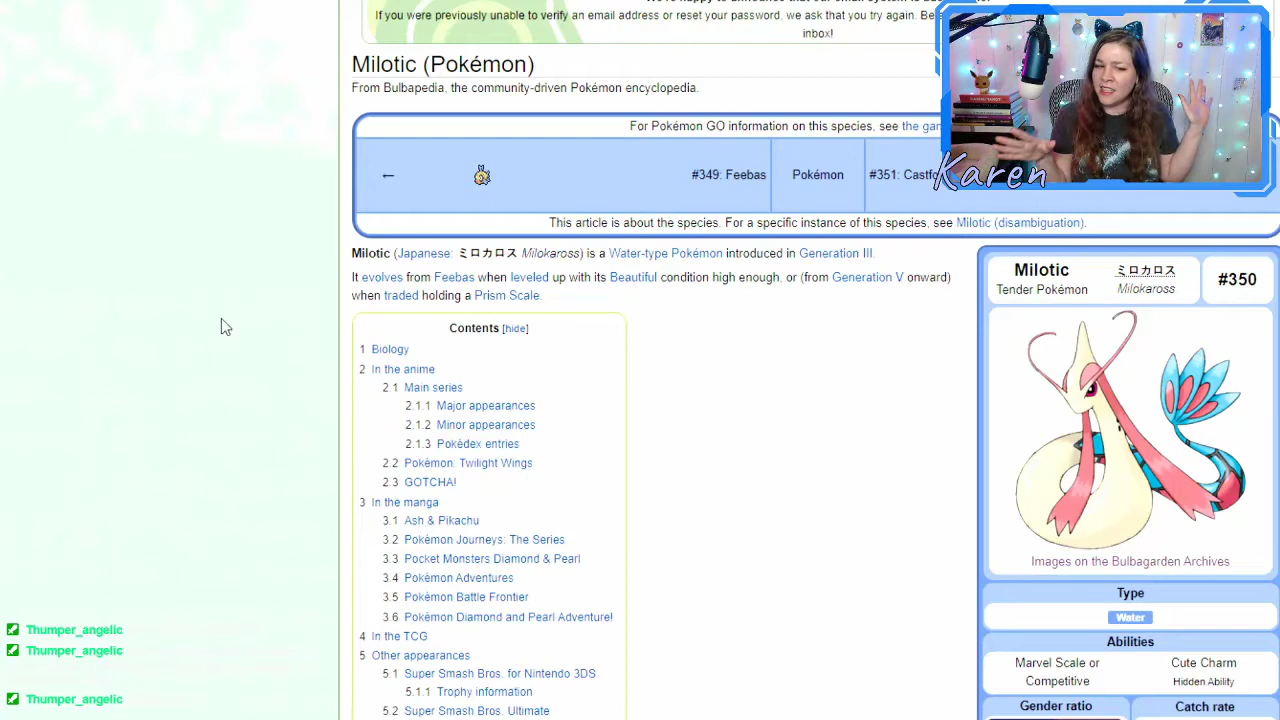 If you were previously unable to verify an email address or reset your password, we ask that you try again. Be
inbox!
Milotic (Pokémon)
From Bulbapedia, the community-driven Pokémon encyclopedia.
For Pokémon GO information on this species, see the gam
← #349: Feebas Pokémon #351: Castfo
Karen
This article is about the species. For a specific instance of this species, see Milotic (disambiguation).
Milotic (Japanese: ミロカロス Milokaross) is a Water-type Pokémon introduced in Generation III.
It evolves from Feebas when leveled up with its Beautiful condition high enough, or (from Generation V onward)
when traded holding a Prism Scale.
Contents [hide]
1 Biology
2 In the anime
2.1 Main series
2.1.1 Major appearances
2.1.2 Minor appearances
2.1.3 Pokédex entries
2.2 Pokémon: Twilight Wings
2.3 GOTCHA!
3 In the manga
3.1 Ash & Pikachu
3.2 Pokémon Journeys: The Series
3.3 Pocket Monsters Diamond & Pearl
3.4 Pokémon Adventures
3.5 Pokémon Battle Frontier
3.6 Pokémon Diamond and Pearl Adventure!
4 In the TCG
5 Other appearances
5.1 Super Smash Bros. for Nintendo 3DS
5.1.1 Trophy information
5.2 Super Smash Bros. Ultimate
Milotic ミロカロス #350
Tender Pokémon Milokaross
Images on the Bulbagarden Archives
Type
Water
Abilities
Marvel Scale or Cute Charm
Competitive Hidden Ability
Gender ratio Catch rate
Thumper_angelic
Thumper_angelic
Thumper_angelic